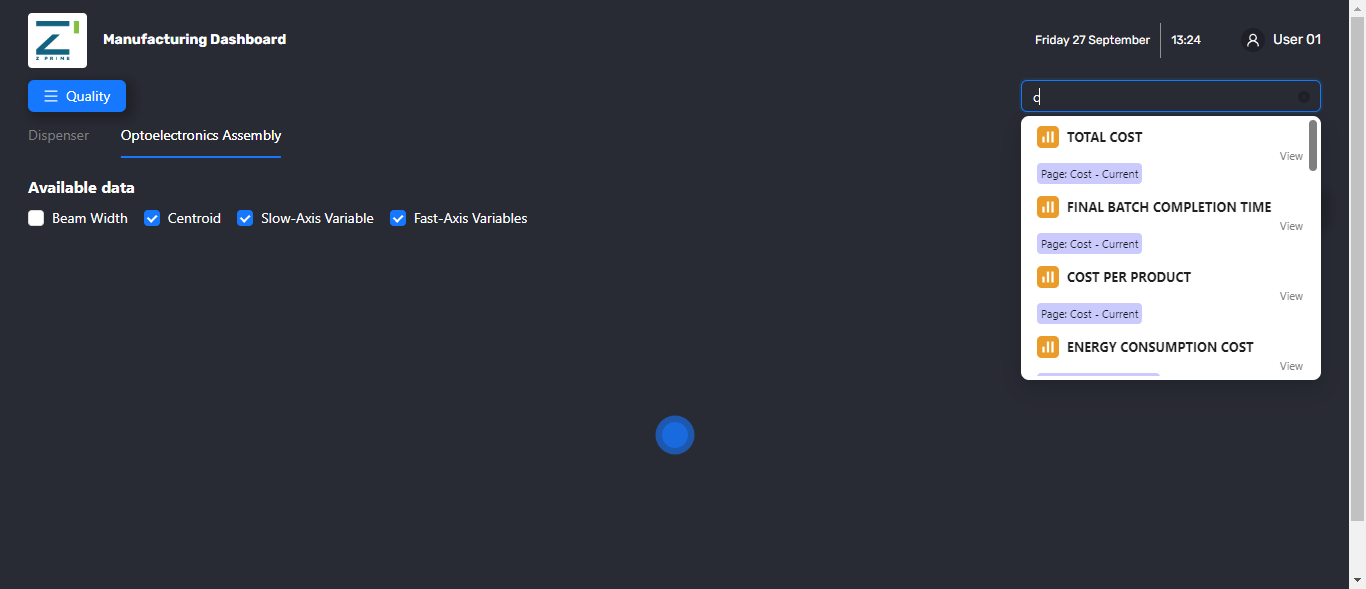 Z PRIME
Manufacturing Dashboard
Friday 27 September
13:24
User 01
Quality
c
Dispenser
Optoelectronics Assembly
Available data
Beam Width
Centroid
Slow-Axis Variable
Fast-Axis Variables
TOTAL COST
View
Page: Cost - Current
FINAL BATCH COMPLETION TIME
View
Page: Cost - Current
COST PER PRODUCT
View
Page: Cost - Current
ENERGY CONSUMPTION COST
View